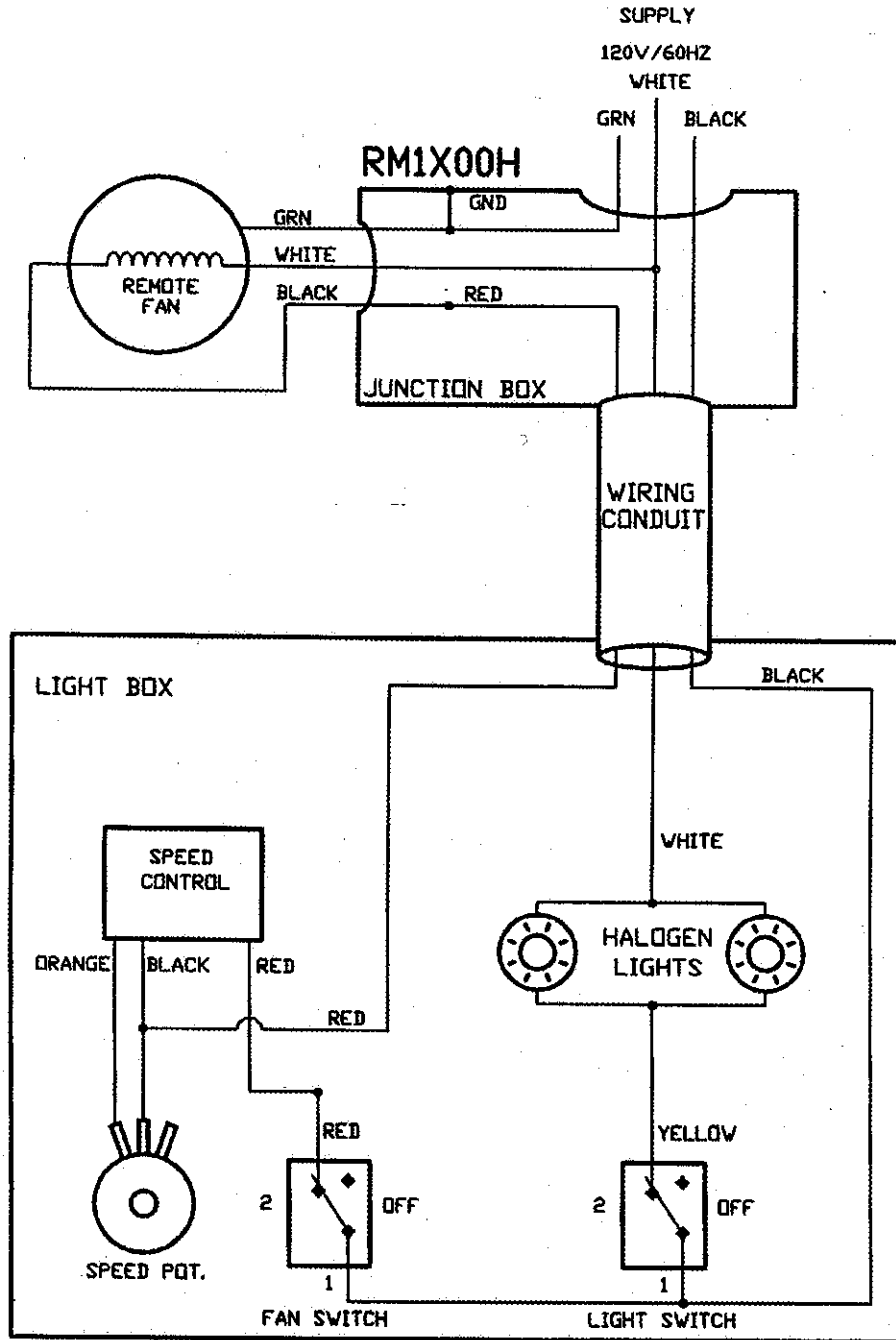 SUPPLY
120V/60HZ
WHITE
GRN
BLACK
RM1X00H
GND
GRN
WHITE
REMOTE
FAN
BLACK
RED
JUNCTION BOX
WIRING
CONDUIT
LIGHT BOX
BLACK
WHITE
SPEED
CONTROL
HALOGEN
LIGHTS
ORANGE
BLACK
RED
RED
RED
YELLOW
2
OFF
2
OFF
SPEED POT.
1
1
FAN SWITCH
LIGHT SWITCH